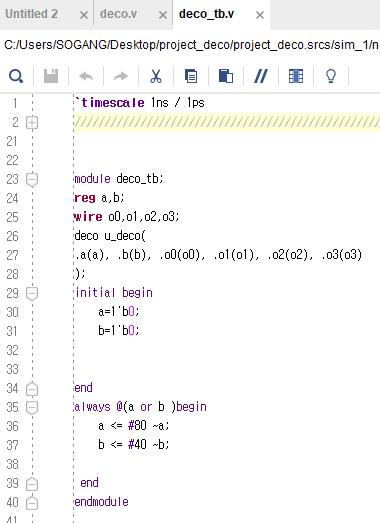 Untitled 2 × deco.v × deco_tb.v ×
C:/Users/SOGANG/Desktop/project_deco/project_deco.srcs/sim_1/n
1 `timescale 1ns / 1ps
2 ////////////////////////////////////////////////////
21
22
23 module deco_tb;
24 reg a,b;
25 wire o0,o1,o2,o3;
26 deco u_deco(
27 .a(a), .b(b), .o0(o0), .o1(o1), .o2(o2), .o3(o3)
28 );
29 initial begin
30 a=1'b0;
31 b=1'b0;
32
33
34 end
35 always @(a or b )begin
36 a <= #80 ~a;
37 b <= #40 ~b;
38
39 end
40 endmodule
41